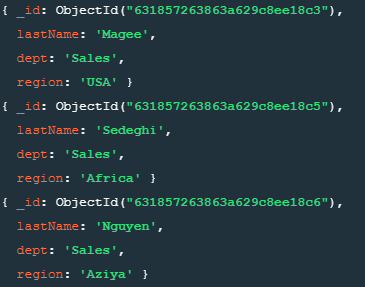 { _id: ObjectId("631857263863a629c8ee18c3"),
lastName: 'Magee',
dept: 'Sales',
region: 'USA' }
{ _id: ObjectId("631857263863a629c8ee18c5"),
lastName: 'Sedeghi',
dept: 'Sales',
region: 'Africa' }
{ _id: ObjectId("631857263863a629c8ee18c6"),
lastName: 'Nguyen',
dept: 'Sales',
region: 'Aziya' }